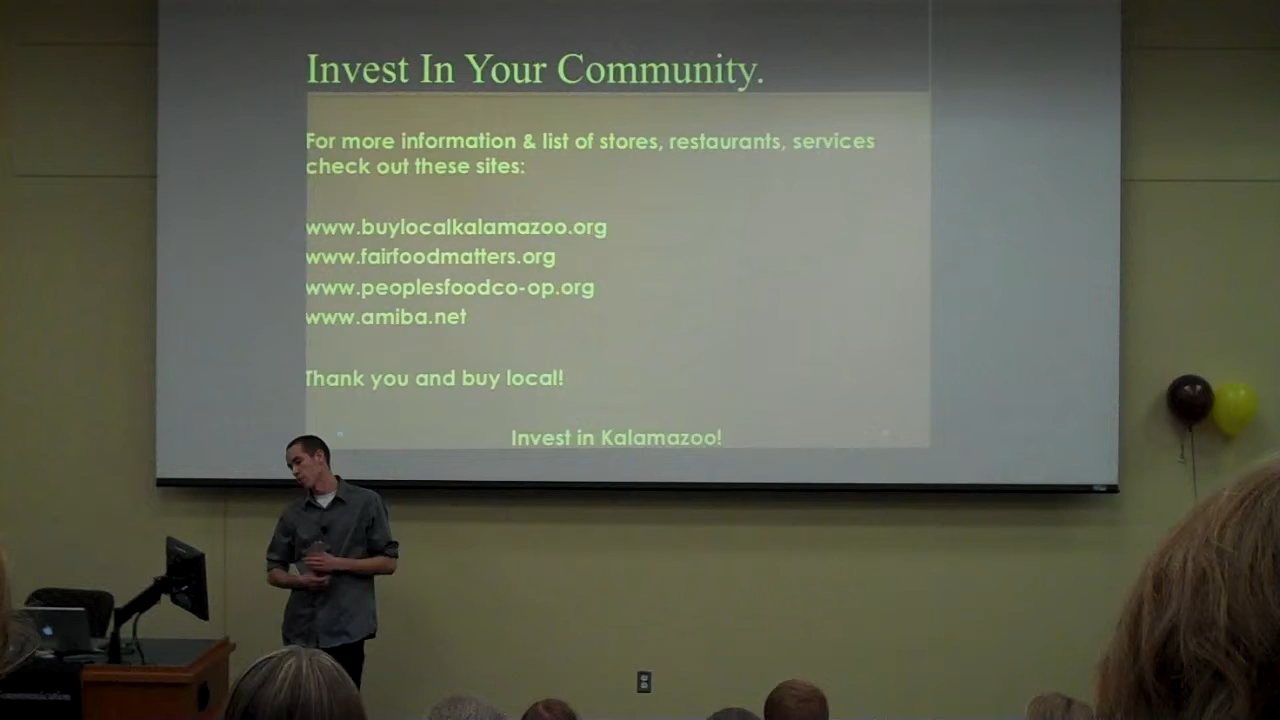 Invest In Your Community.
For more information & list of stores, restaurants, services
check out these sites:
www.buylocalkalamazoo.org
www.fairfoodmatters.org
www.peoplesfoodco-op.org
www.amiba.net
Thank you and buy local!
Invest in Kalamazoo!